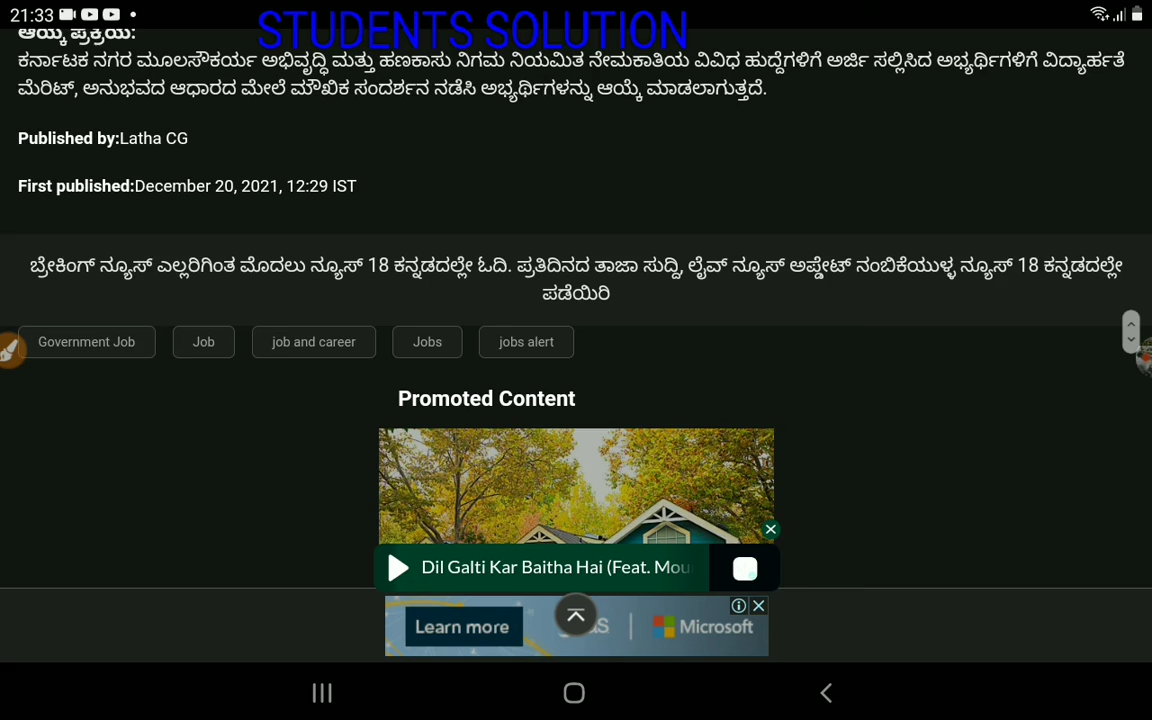 21:33
STUDENTS SOLUTION
ಆಯ್ಕೆ ಪ್ರಕ್ರಿಯೆ:
ಕರ್ನಾಟಕ ನಗರ ಮೂಲಸೌಕರ್ಯ ಅಭಿವೃದ್ಧಿ ಮತ್ತು ಹಣಕಾಸು ನಿಗಮ ನಿಯಮಿತ ನೇಮಕಾತಿಯ ವಿವಿಧ ಹುದ್ದೆಗಳಿಗೆ ಅರ್ಜಿ ಸಲ್ಲಿಸಿದ ಅಭ್ಯರ್ಥಿಗಳಿಗೆ ವಿದ್ಯಾರ್ಹತೆ
ಮೆರಿಟ್, ಅನುಭವದ ಆಧಾರದ ಮೇಲೆ ಮೌಖಿಕ ಸಂದರ್ಶನ ನಡೆಸಿ ಅಭ್ಯರ್ಥಿಗಳನ್ನು ಆಯ್ಕೆ ಮಾಡಲಾಗುತ್ತದೆ.
Published by:Latha CG
First published:December 20, 2021, 12:29 IST
ಬ್ರೇಕಿಂಗ್ ನ್ಯೂಸ್ ಎಲ್ಲರಿಗಿಂತ ಮೊದಲು ನ್ಯೂಸ್ 18 ಕನ್ನಡದಲ್ಲೇ ಓದಿ. ಪ್ರತಿದಿನದ ತಾಜಾ ಸುದ್ದಿ, ಲೈವ್ ನ್ಯೂಸ್ ಅಪ್ಡೇಟ್ ನಂಬಿಕೆಯುಳ್ಳ ನ್ಯೂಸ್ 18 ಕನ್ನಡದಲ್ಲೇ
ಪಡೆಯಿರಿ
Government Job Job job and career Jobs jobs alert
Promoted Content
Dil Galti Kar Baitha Hai (Feat. Mou
Learn more Microsoft